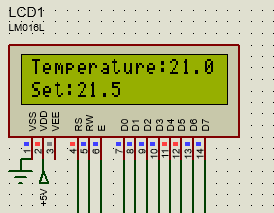 LCD1
LM016L
Temperature:21.0
Set:21.5
VSS VDD VEE RS RW E D0 D1 D2 D3 D4 D5 D6 D7
1 2 3 4 5 6 7 8 9 10 11 12 13 14
+5V